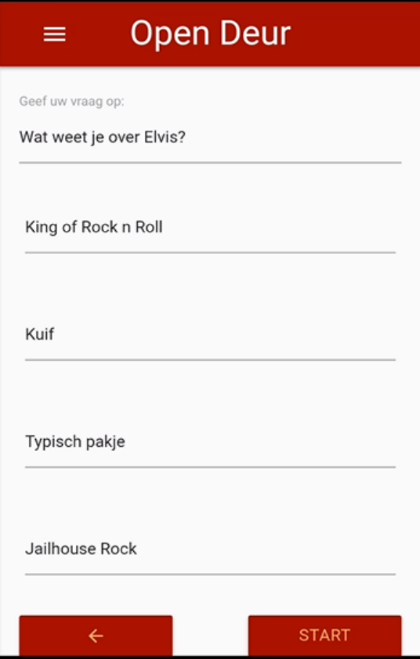 Open Deur
Geef uw vraag op:
Wat weet je over Elvis?
King of Rock n Roll
Kuif
Typisch pakje
Jailhouse Rock
START